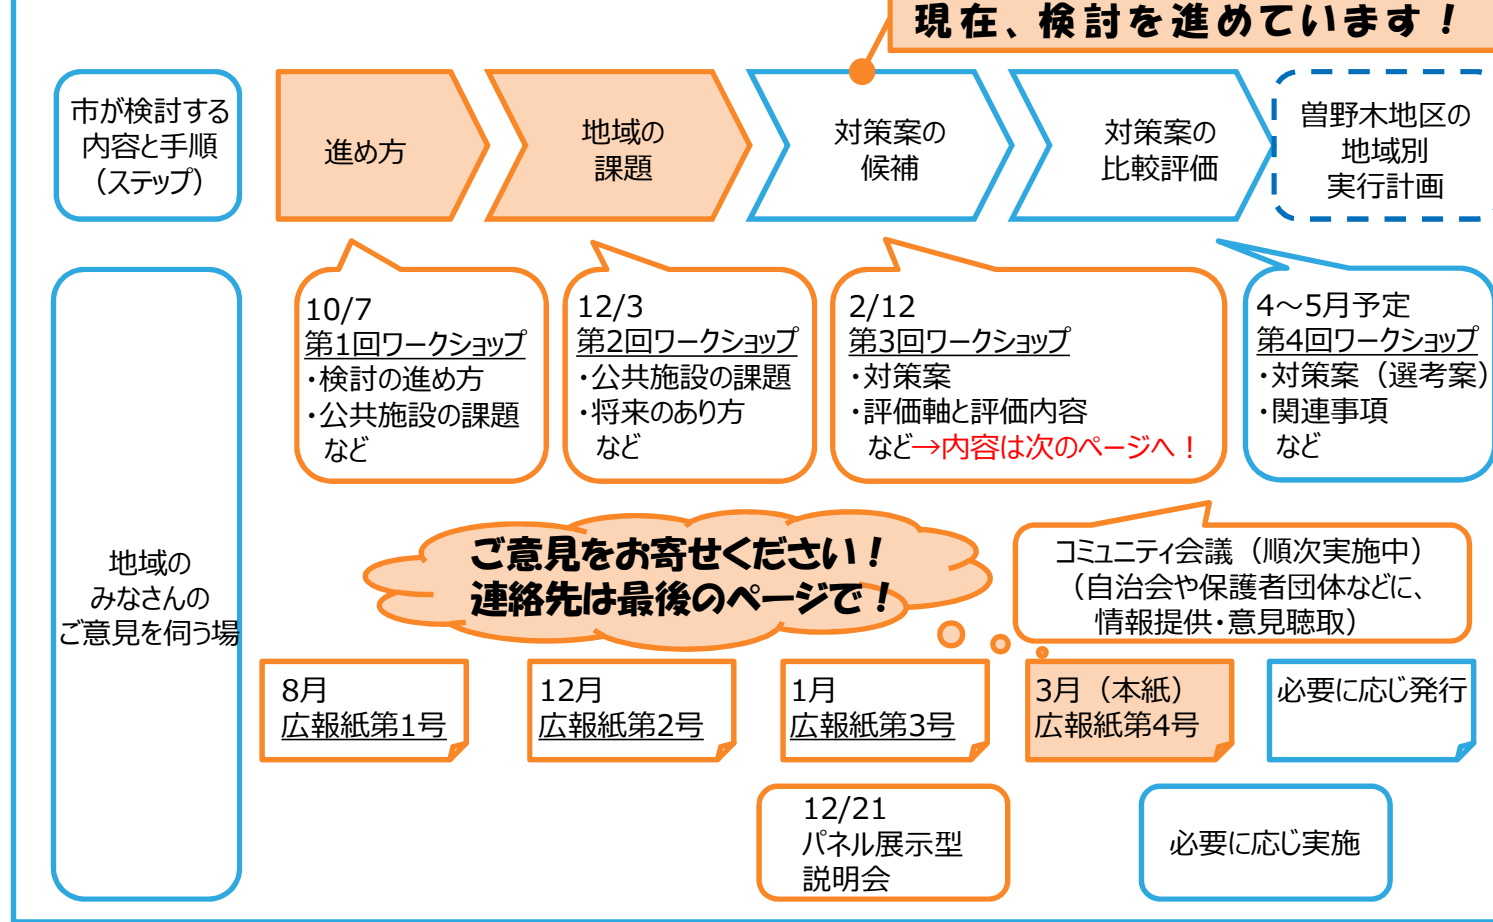 現在、検討を進めています！
市が検討する
内容と手順
（ステップ）
進め方
地域の
課題
対策案の
候補
対策案の
比較評価
曽野木地区の
地域別
実行計画
地域の
みなさんの
ご意見を伺う場
10/7
第1回ワークショップ
・検討の進め方
・公共施設の課題
など
12/3
第2回ワークショップ
・公共施設の課題
・将来のあり方
など
2/12
第3回ワークショップ
・対策案
・評価軸と評価内容
など→内容は次のページへ！
4～5月予定
第4回ワークショップ
・対策案（選考案）
・関連事項
など
ご意見をお寄せください！
連絡先は最後のページで！
コミュニティ会議（順次実施中）
（自治会や保護者団体などに、
情報提供・意見聴取）
8月
広報紙第1号
12月
広報紙第2号
1月
広報紙第3号
3月（本紙）
広報紙第4号
必要に応じ発行
12/21
パネル展示型
説明会
必要に応じ実施